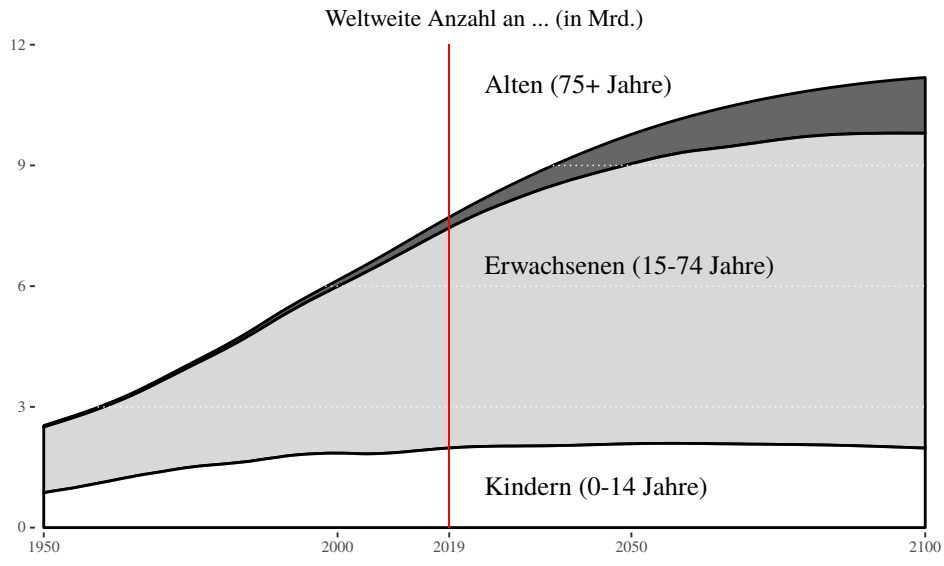 Weltweite Anzahl an ... (in Mrd.)
12
Alten (75+ Jahre)
9
Erwachsenen (15-74 Jahre)
6
3
Kindern (0-14 Jahre)
0
1950 2000 2019 2050 2100